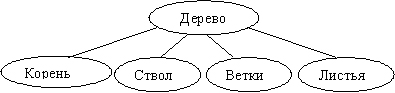 Дерево
Корень
Ствол
Ветки
Листья